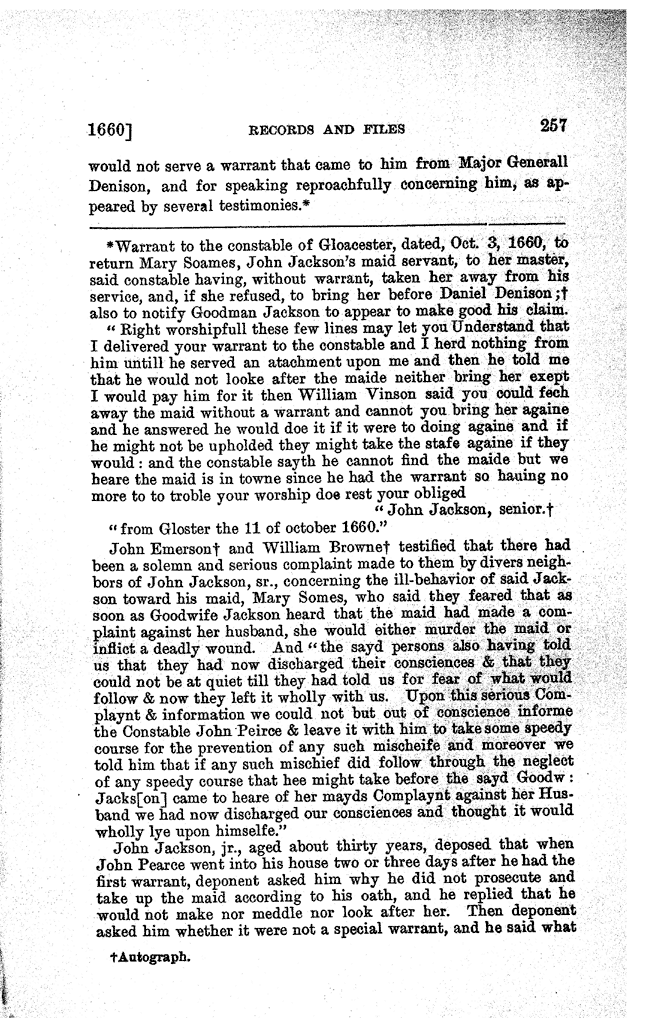 1660] RECORDS AND FILES 257
would not serve a warrant that came to him from Major Generall
Denison, and for speaking reproachfully concerning him, as ap-
peared by several testimonies.*
*Warrant to the constable of Gloacester, dated, Oct. 3, 1660, to
return Mary Soames, John Jackson's maid servant, to her master,
said constable having, without warrant, taken her away from his
service, and, if she refused, to bring her before Daniel Denison;†
also to notify Goodman Jackson to appear to make good his claim.
" Right worshipfull these few lines may let you Understand that
I delivered your warrant to the constable and I herd nothing from
him untill he served an atachment upon me and then he told me
that he would not looke after the maide neither bring her exept
I would pay him for it then William Vinson said you could fech
away the maid without a warrant and cannot you bring her againe
and he answered he would doe it if it were to doing againe and if
he might not be upholded they might take the stafe againe if they
would : and the constable sayth he cannot find the maide but we
heare the maid is in towne since he had the warrant so hauing no
more to to troble your worship doe rest your obliged
" John Jackson, senior.†
" from Gloster the 11 of october 1660."
John Emerson† and William Browne† testified that there had
been a solemn and serious complaint made to them by divers neigh-
bors of John Jackson, sr., concerning the ill-behavior of said Jack-
son toward his maid, Mary Somes, who said they feared that as
soon as Goodwife Jackson heard that the maid had made a com-
plaint against her husband, she would either murder the maid or
inflict a deadly wound. And " the sayd persons also having told
us that they had now discharged their consciences & that they
could not be at quiet till they had told us for fear of what would
follow & now they left it wholly with us. Upon this serious Com-
playnt & information we could not but out of conscience informe
the Constable John Peirce & leave it with him to take some speedy
course for the prevention of any such mischeife and moreover we
told him that if any such mischief did follow through the neglect
of any speedy course that hee might take before the sayd Goodw :
Jacks[on] came to heare of her mayds Complaynt against her Hus-
band we had now discharged our consciences and thought it would
wholly lye upon himselfe."
John Jackson, jr., aged about thirty years, deposed that when
John Pearce went into his house two or three days after he had the
first warrant, deponent asked him why he did not prosecute and
take up the maid according to his oath, and he replied that he
would not make nor meddle nor look after her. Then deponent
asked him whether it were not a special warrant, and he said what
†Autograph.